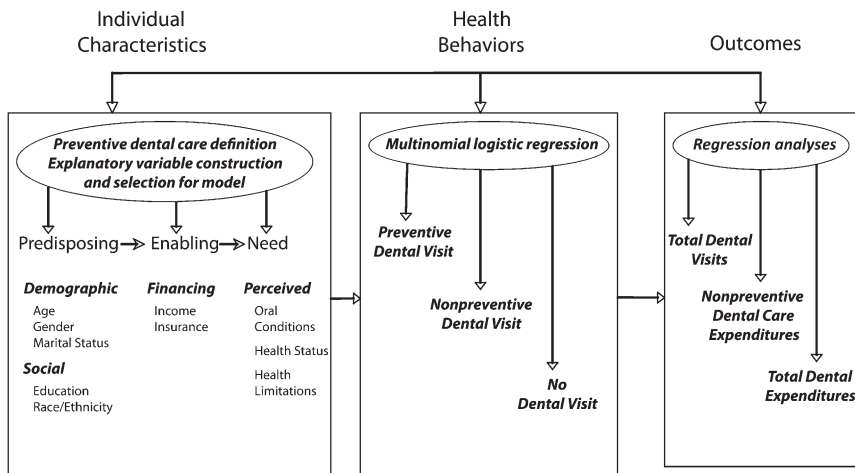 Individual
Characteristics
Health
Behaviors
Outcomes
Preventive dental care definition
Explanatory variable construction
and selection for model
Predisposing
Enabling
Need
Demographic
Age
Gender
Marital Status
Social
Education
Race/Ethnicity
Financing
Income
Insurance
Perceived
Oral
Conditions
Health Status
Health
Limitations
Multinomial logistic regression
Preventive
Dental Visit
Nonpreventive
Dental Visit
No
Dental Visit
Regression analyses
Total Dental
Visits
Nonpreventive
Dental Care
Expenditures
Total Dental
Expenditures